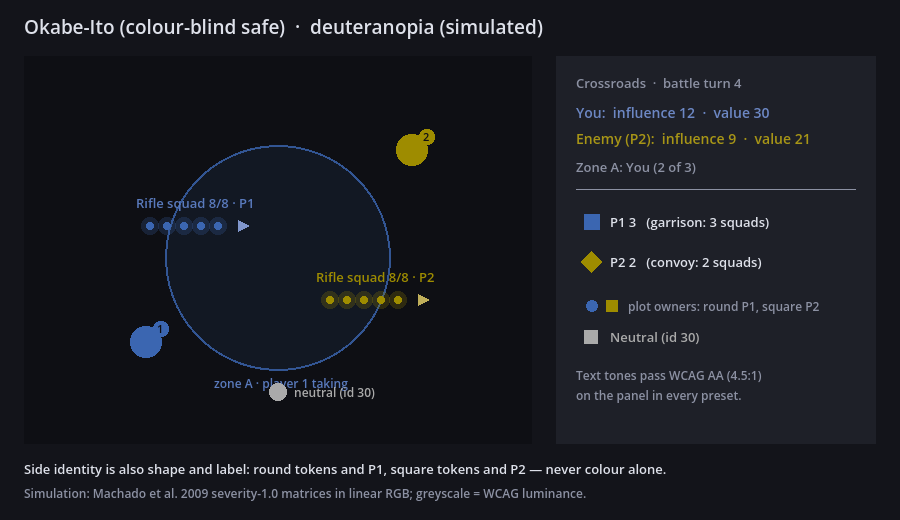 Okabe-Ito (colour-blind safe)  ·  deuteranopia (simulated)
2
Rifle squad 8/8 · P1
Rifle squad 8/8 · P2
1
zone A · player 1 taking
neutral (id 30)
Crossroads  ·  battle turn 4
You:  influence 12  ·  value 30
Enemy (P2):  influence 9  ·  value 21
Zone A: You (2 of 3)
P1 3   (garrison: 3 squads)
P2 2   (convoy: 2 squads)
plot owners: round P1, square P2
Neutral (id 30)
Text tones pass WCAG AA (4.5:1)
on the panel in every preset.
Side identity is also shape and label: round tokens and P1, square tokens and P2 — never colour alone.
Simulation: Machado et al. 2009 severity-1.0 matrices in linear RGB; greyscale = WCAG luminance.